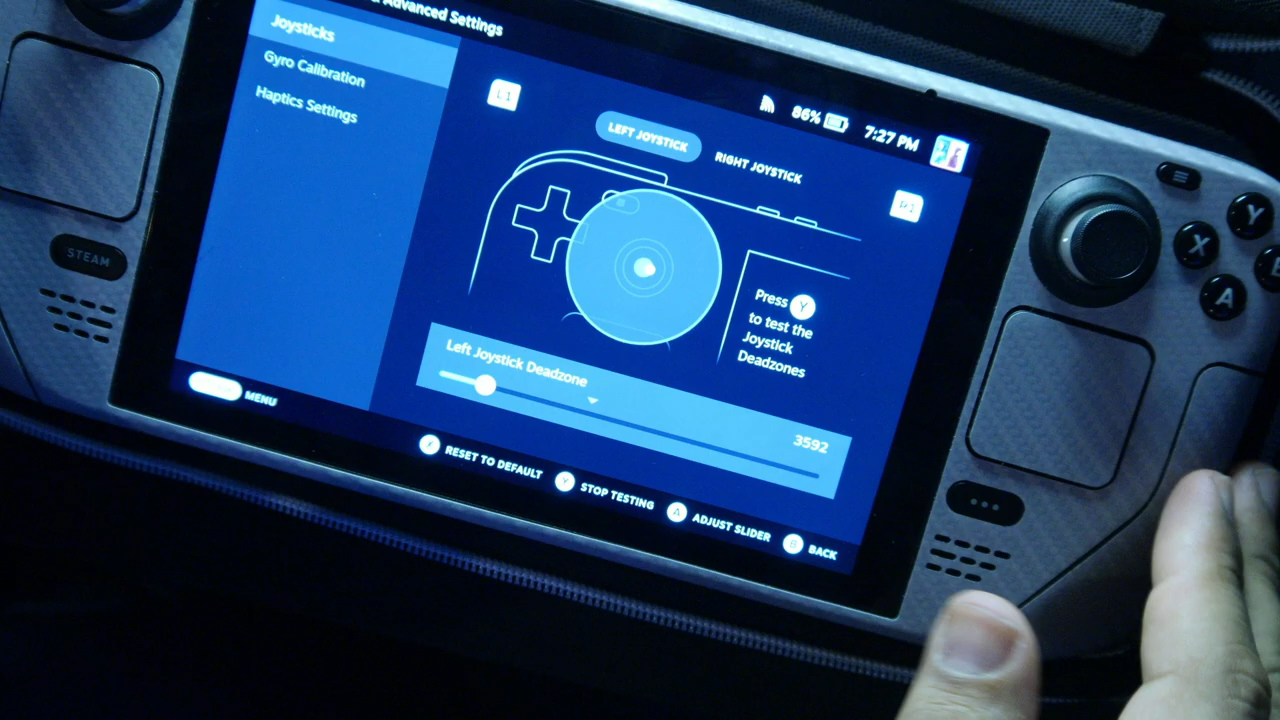 Advanced Settings
Joysticks
Gyro Calibration
Haptics Settings
L1
86%
7:27 PM
LEFT JOYSTICK
RIGHT JOYSTICK
R1
Press Y
to test the
Joystick
Deadzones
Left Joystick Deadzone
3592
MENU
X RESET TO DEFAULT
Y STOP TESTING
A ADJUST SLIDER
B BACK
STEAM
Y
X
A